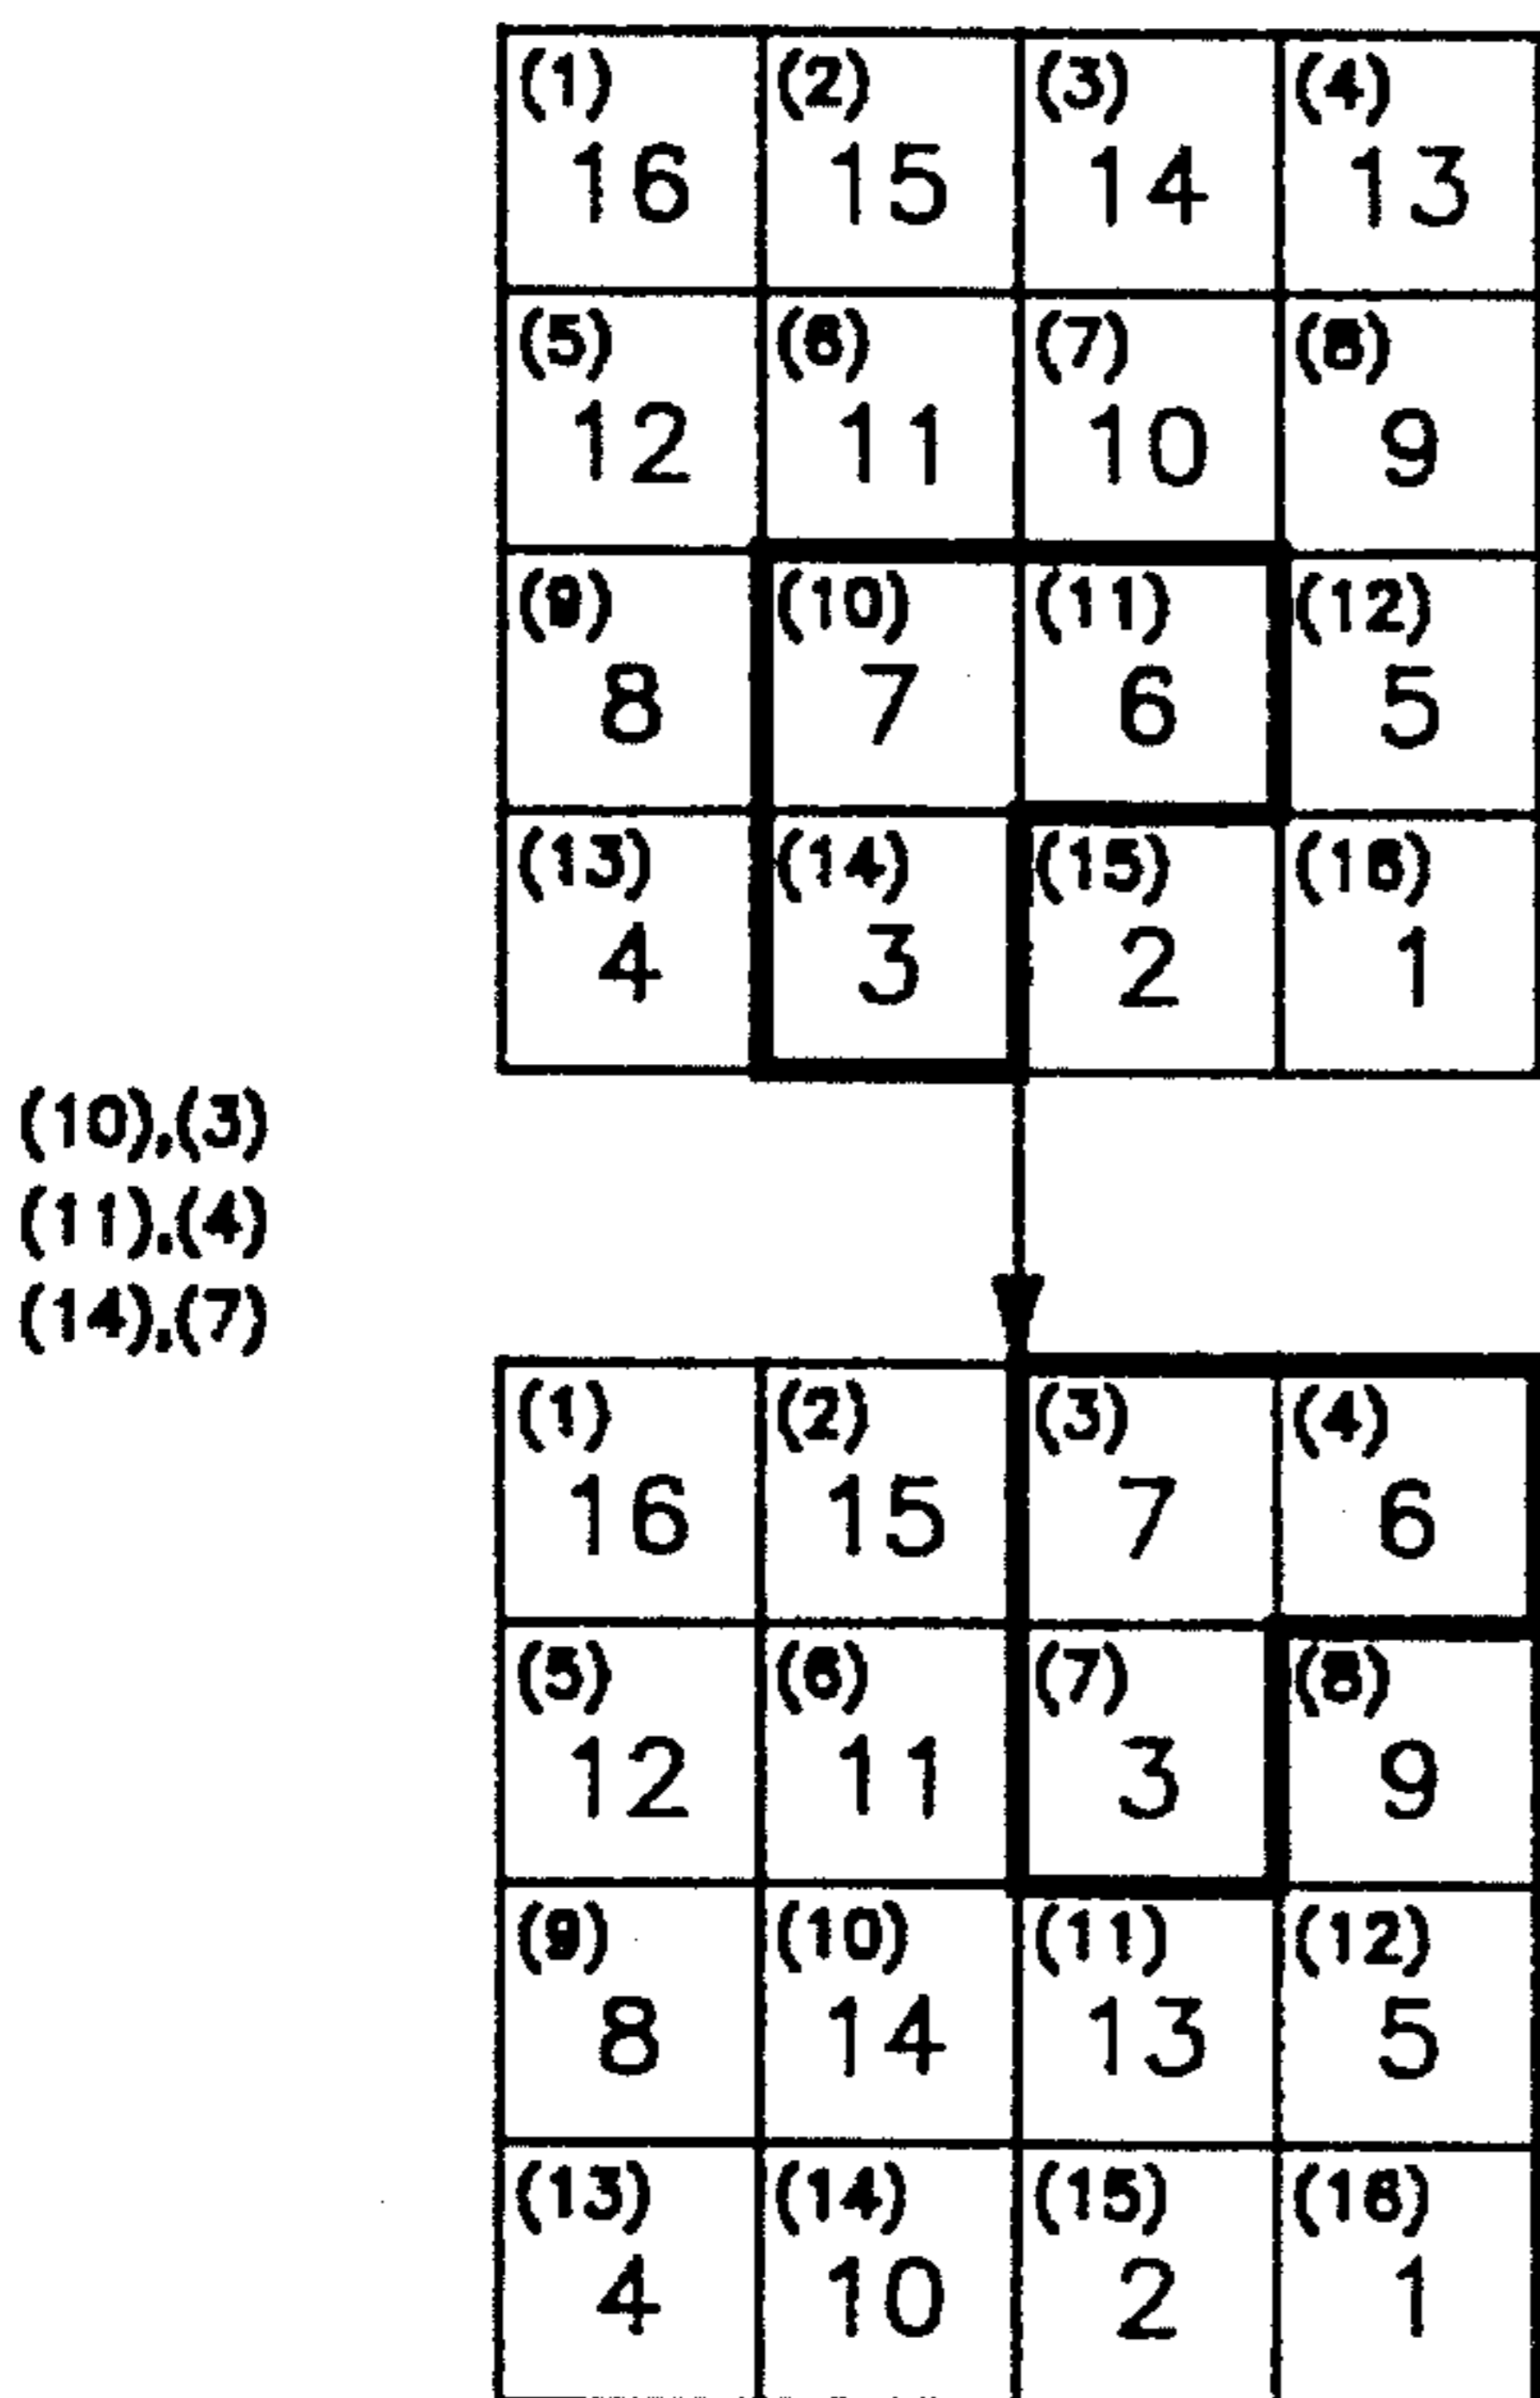 (1) (2) (3) (4)
16 15 14 13
(5) (6) (7) (8)
12 11 10 9
(9) (10) (11) (12)
8 7 6 5
(13) (14) (15) (16)
4 3 2 1
(10),(3)
(11),(4)
(14),(7)
(1) (2) (3) (4)
16 15 7 6
(5) (6) (7) (8)
12 11 3 9
(9) (10) (11) (12)
8 14 13 5
(13) (14) (15) (16)
4 10 2 1